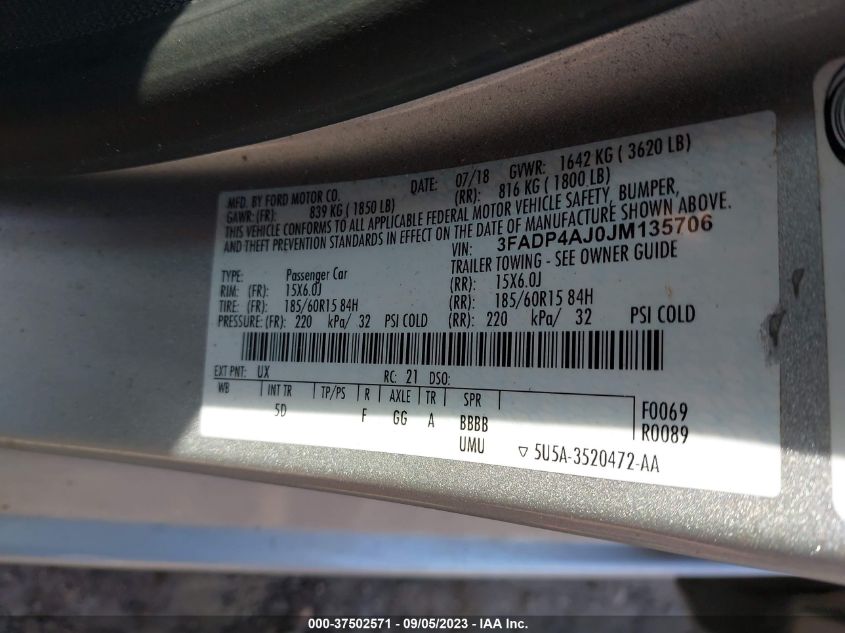 MFD. BY FORD MOTOR CO. DATE: 07/18 GVWR: 1642 KG ( 3620 LB)
GAWR: (FR): 839 KG ( 1850 LB) (RR): 816 KG ( 1800 LB)
THIS VEHICLE CONFORMS TO ALL APPLICABLE FEDERAL MOTOR VEHICLE SAFETY, BUMPER,
AND THEFT PREVENTION STANDARDS IN EFFECT ON THE DATE OF MANUFACTURE SHOWN ABOVE.
VIN: 3FADP4AJ0JM135706
TYPE: Passenger Car TRAILER TOWING - SEE OWNER GUIDE
RIM: (FR): 15X6.0J (RR): 15X6.0J
TIRE: (FR): 185/60R15 84H (RR): 185/60R15 84H
PRESSURE: (FR): 220 kPa/ 32 PSI COLD (RR): 220 kPa/ 32 PSI COLD
EXT PNT: UX RC: 21 DSO:
WB INT TR TP/PS R AXLE TR SPR
5D F GG A BBBB F0069
UMU R0089
▽ 5U5A-3520472-AA
000-37502571 - 09/05/2023 - IAA Inc.